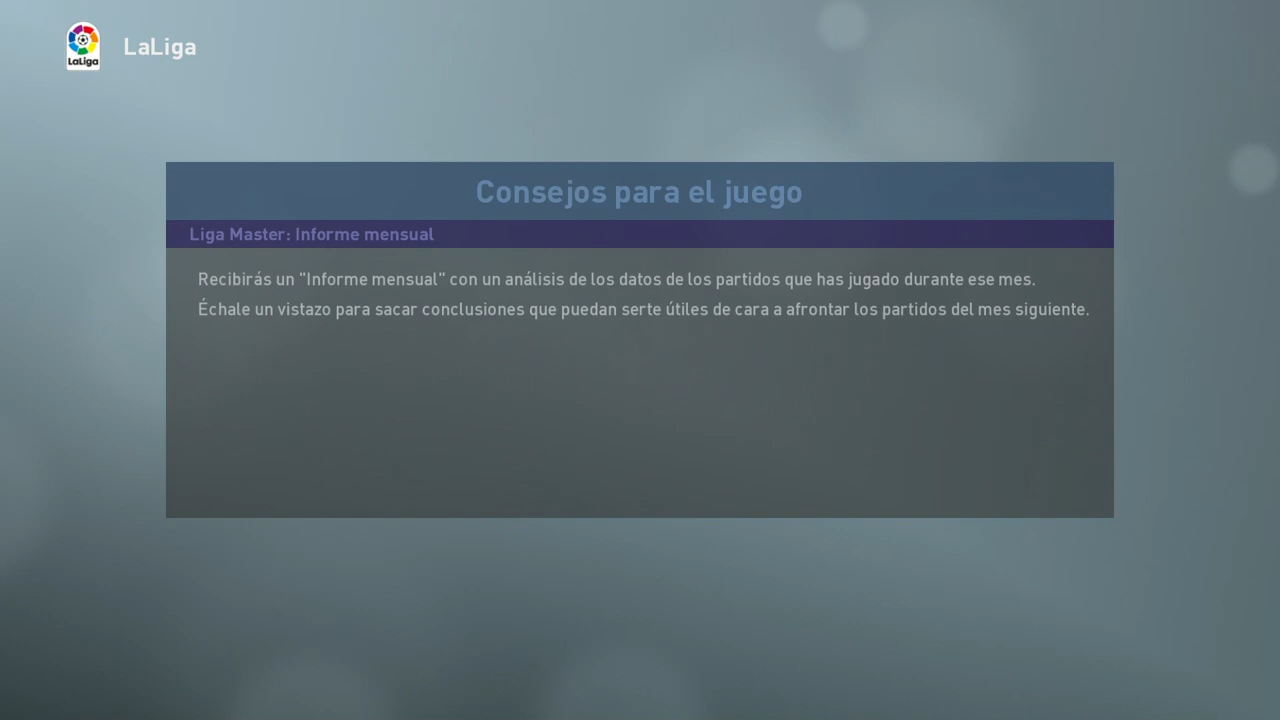 LaLiga
LaLiga
Consejos para el juego
Liga Master: Informe mensual
Recibirás un "Informe mensual" con un análisis de los datos de los partidos que has jugado durante ese mes.
Échale un vistazo para sacar conclusiones que puedan serte útiles de cara a afrontar los partidos del mes siguiente.